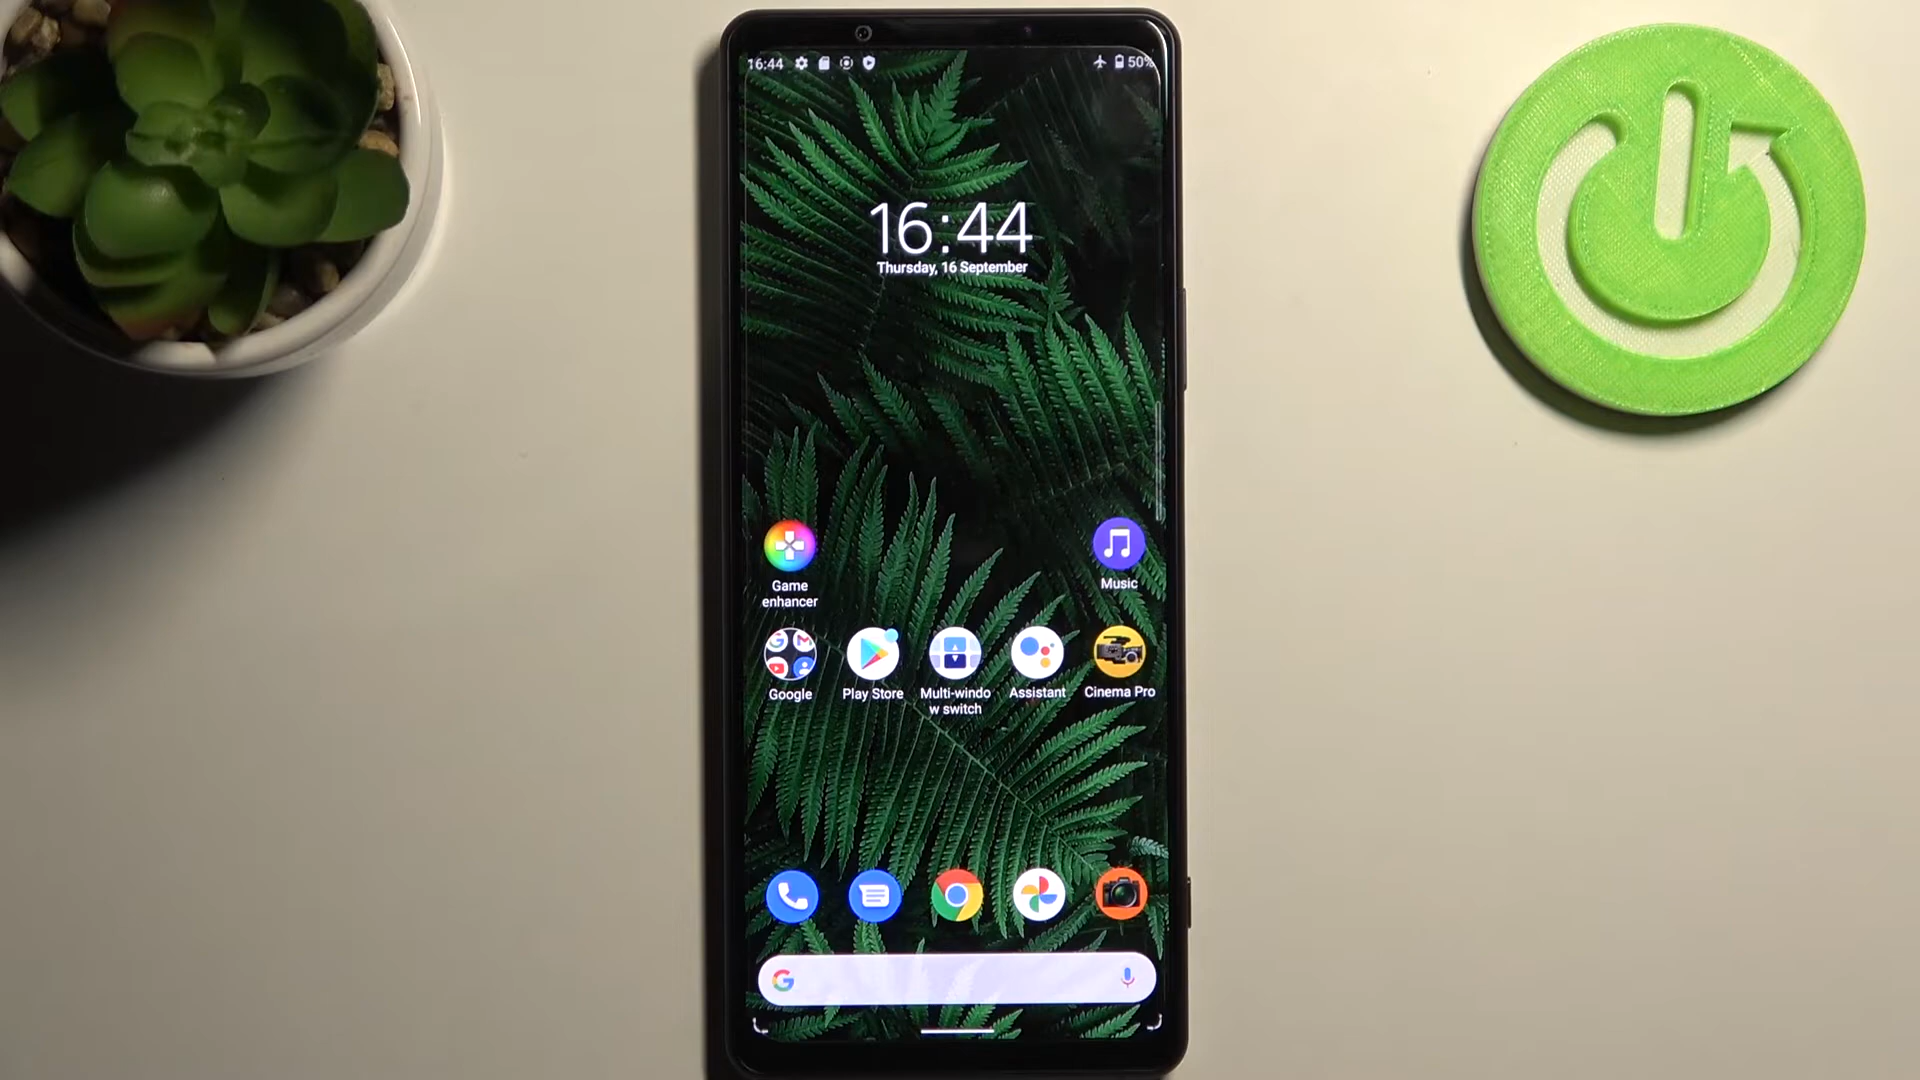 16:44
50%
16:44
Thursday, 16 September
Game
enhancer
Music
Google
Play Store
Multi-windo
w switch
Assistant
Cinema Pro